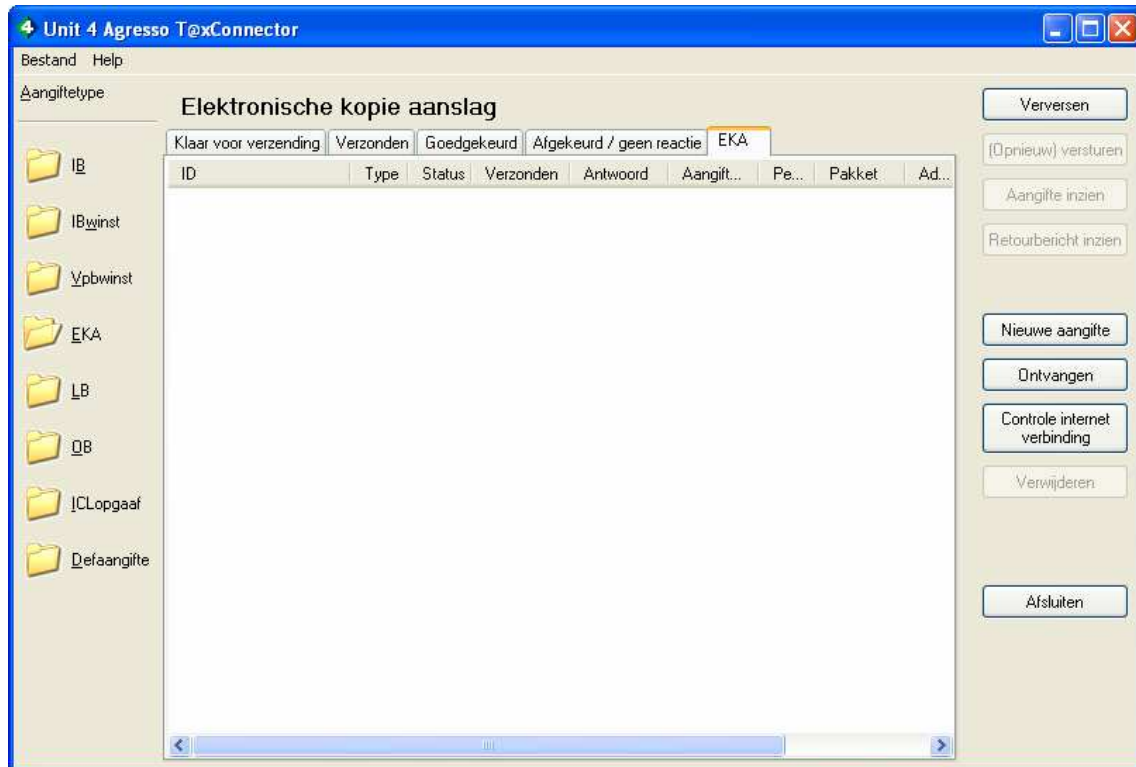 4 Unit 4 Agresso T@xConnector
Bestand Help
Aangiftetype
IB
IBwinst
Vpbwinst
EKA
LB
OB
ICLopgaaf
Defaangifte
Elektronische kopie aanslag
Klaar voor verzending Verzonden Goedgekeurd Afgekeurd / geen reactie EKA
ID Type Status Verzonden Antwoord Aangift... Pe... Pakket Ad...
Verversen
(Opnieuw) versturen
Aangifte inzien
Retourbericht inzien
Nieuwe aangifte
Ontvangen
Controle internet
verbinding
Verwijderen
Afsluiten